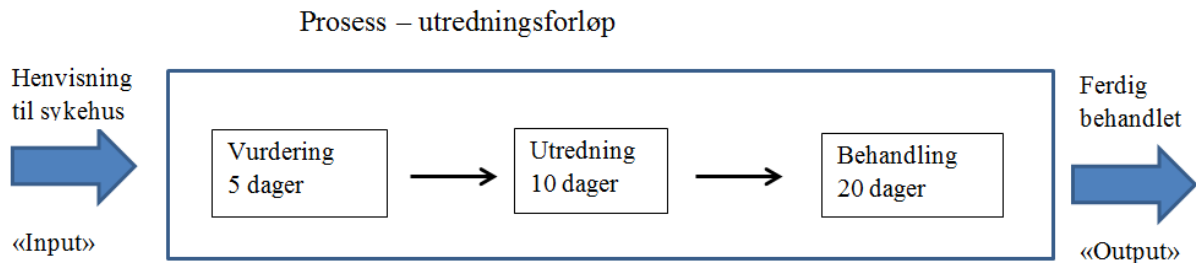 Prosess – utredningsforløp
Henvisning
til sykehus
«Input»
Vurdering
5 dager
Utredning
10 dager
Behandling
20 dager
Ferdig
behandlet
«Output»